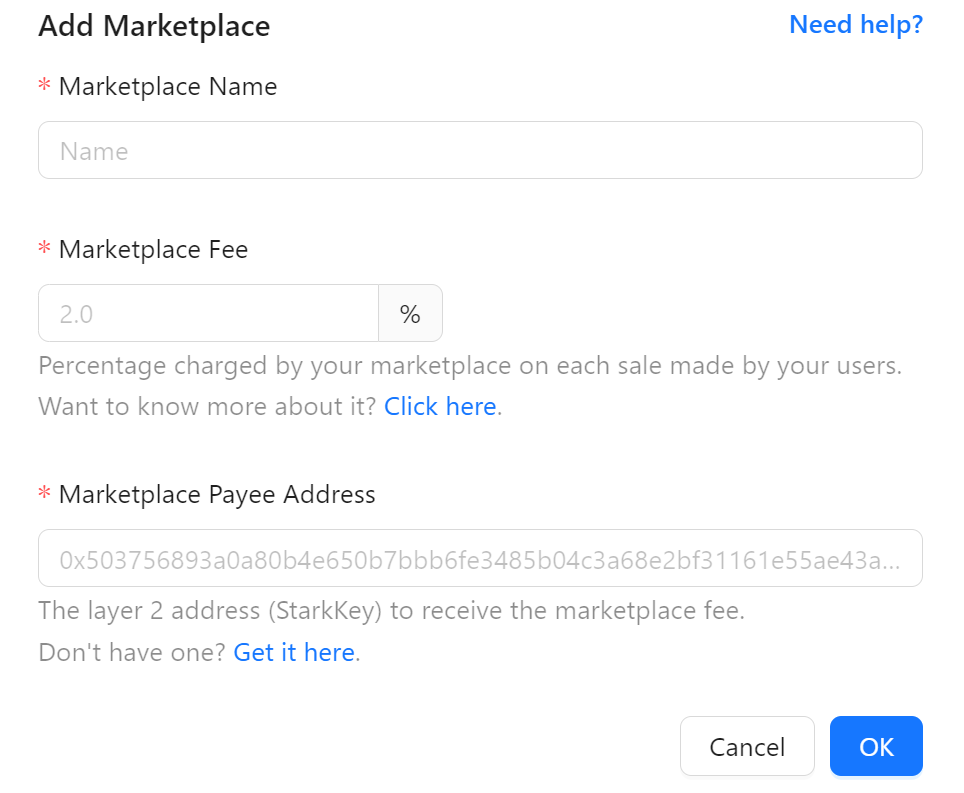 Add Marketplace
Need help?
* Marketplace Name
Name
* Marketplace Fee
2.0
%
Percentage charged by your marketplace on each sale made by your users.
Want to know more about it? Click here.
* Marketplace Payee Address
0x503756893a0a80b4e650b7bbb6fe3485b04c3a68e2bf31161e55ae43a...
The layer 2 address (StarkKey) to receive the marketplace fee.
Don't have one? Get it here.
Cancel
OK